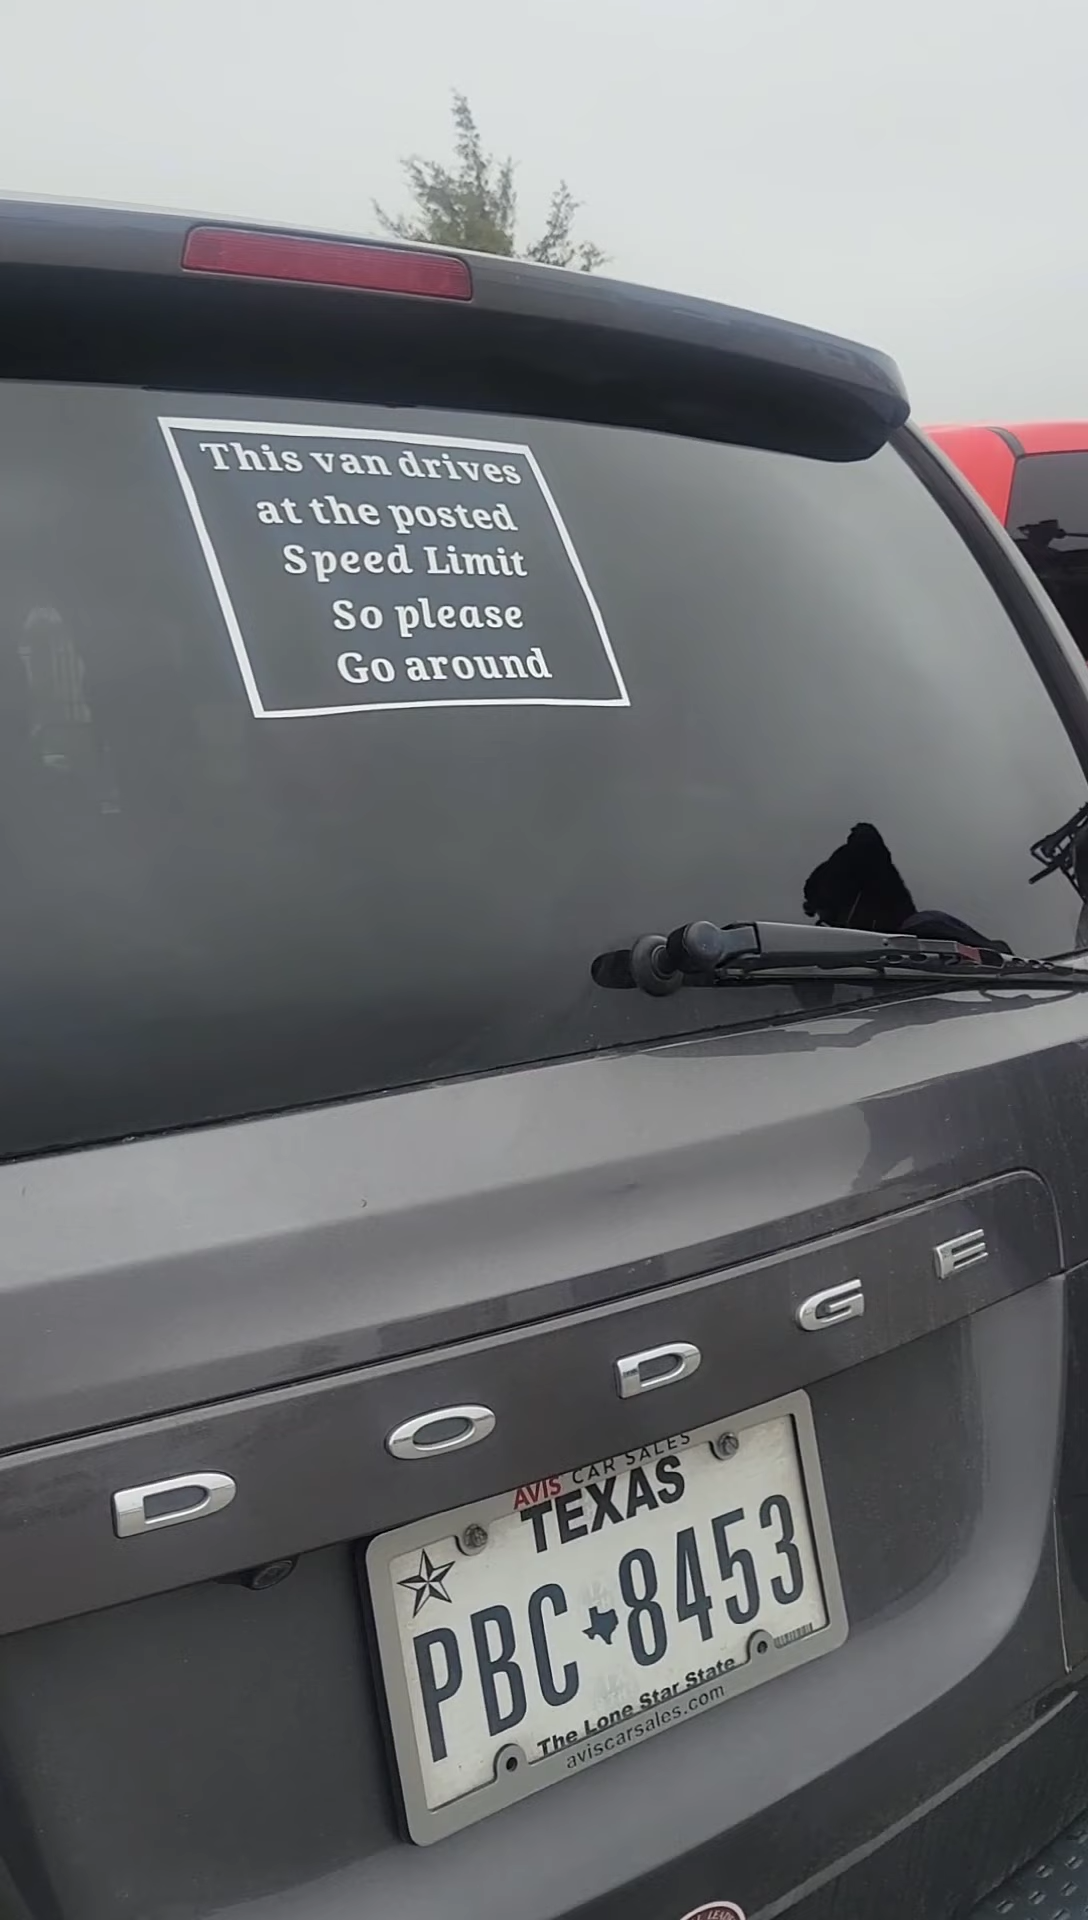 This van drives
at the posted
Speed Limit
So please
Go around
DODGE
AVIS CAR SALES
TEXAS
PBC 8453
The Lone Star State
aviscarsales.com